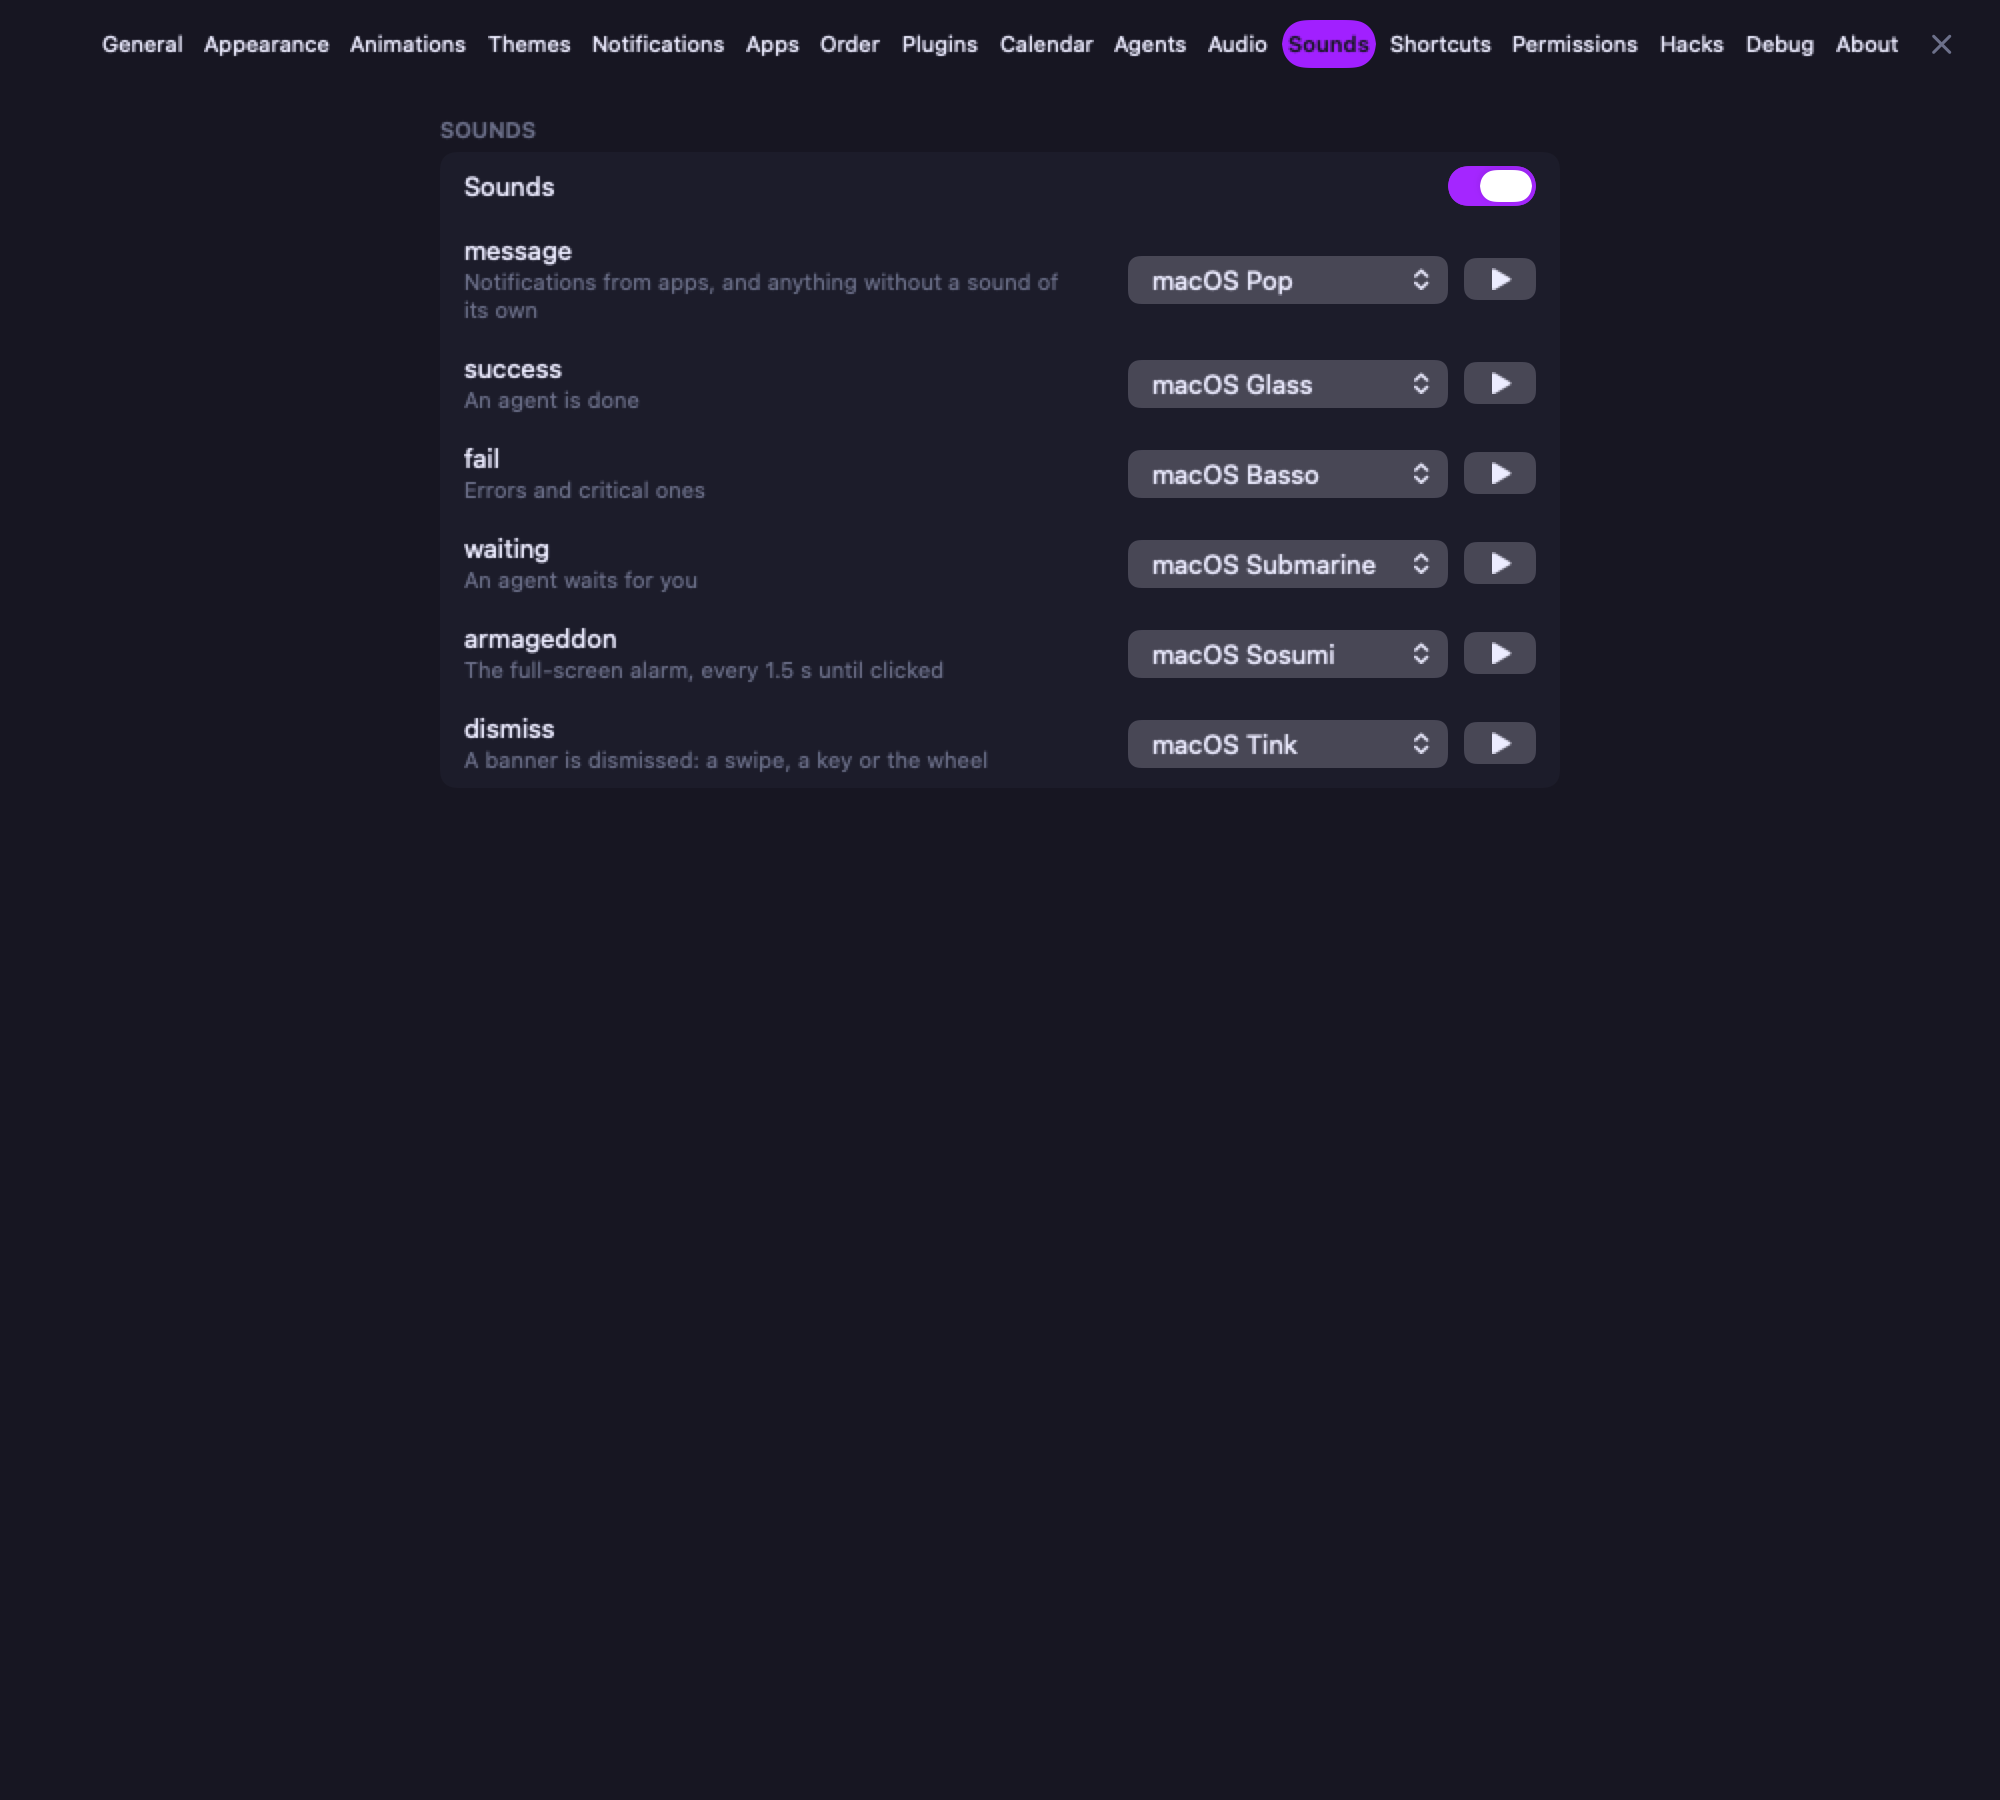 General Appearance Animations Themes Notifications Apps Order Plugins Calendar Agents Audio Sounds Shortcuts Permissions Hacks Debug About
SOUNDS
Sounds
message
Notifications from apps, and anything without a sound of
its own
macOS Pop
success
An agent is done
macOS Glass
fail
Errors and critical ones
macOS Basso
waiting
An agent waits for you
macOS Submarine
armageddon
The full-screen alarm, every 1.5 s until clicked
macOS Sosumi
dismiss
A banner is dismissed: a swipe, a key or the wheel
macOS Tink